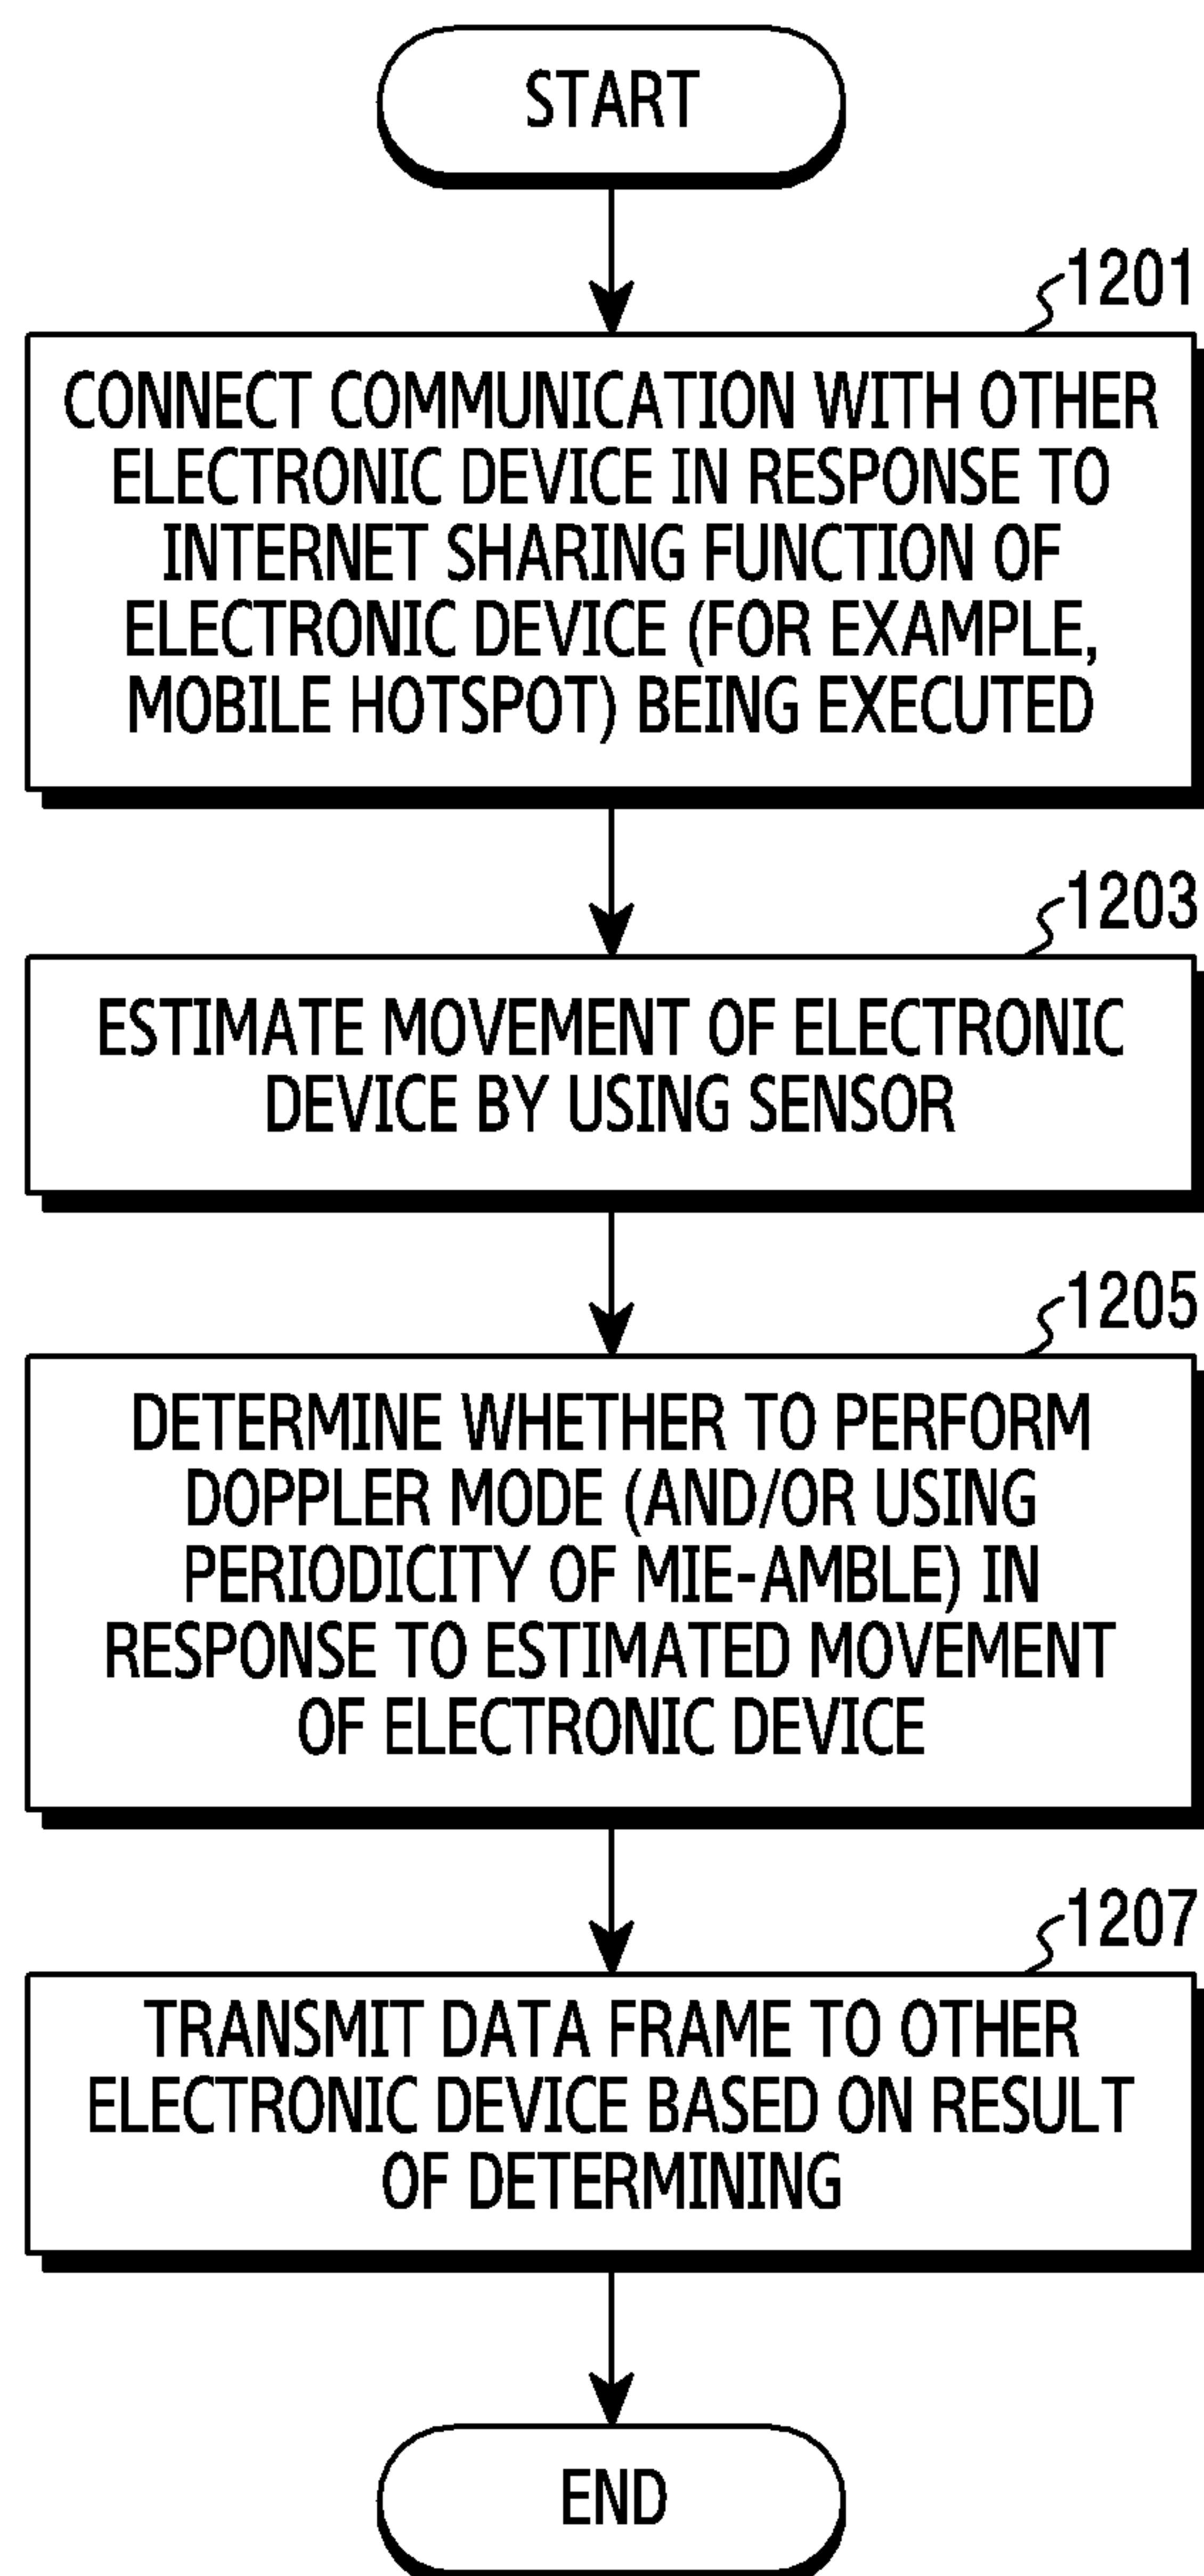 START
1201
CONNECT COMMUNICATION WITH OTHER
ELECTRONIC DEVICE IN RESPONSE TO
INTERNET SHARING FUNCTION OF
ELECTRONIC DEVICE (FOR EXAMPLE,
MOBILE HOTSPOT) BEING EXECUTED
1203
ESTIMATE MOVEMENT OF ELECTRONIC
DEVICE BY USING SENSOR
1205
DETERMINE WHETHER TO PERFORM
DOPPLER MODE (AND/OR USING
PERIODICITY OF MIE-AMBLE) IN
RESPONSE TO ESTIMATED MOVEMENT
OF ELECTRONIC DEVICE
1207
TRANSMIT DATA FRAME TO OTHER
ELECTRONIC DEVICE BASED ON RESULT
OF DETERMINING
END